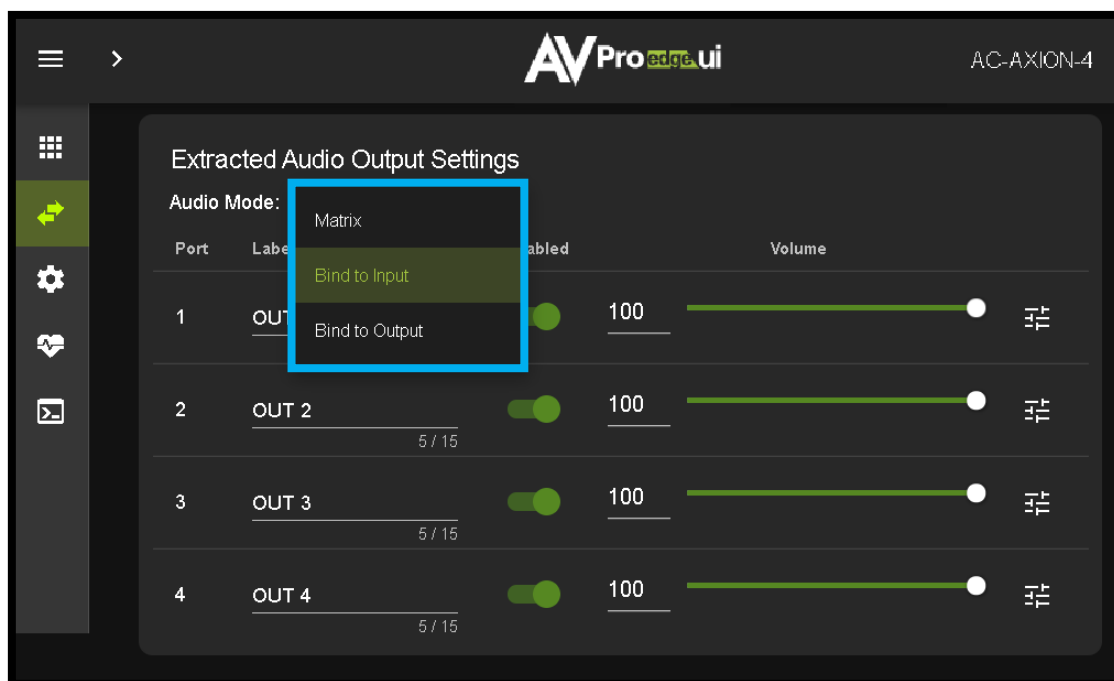 AVPro edge.ui
AC-AXION-4
Extracted Audio Output Settings
Audio Mode:
Matrix
Bind to Input
Bind to Output
Port Labe abled Volume
1 OUT 100
2 OUT 2 100
5 / 15
3 OUT 3 100
5 / 15
4 OUT 4 100
5 / 15